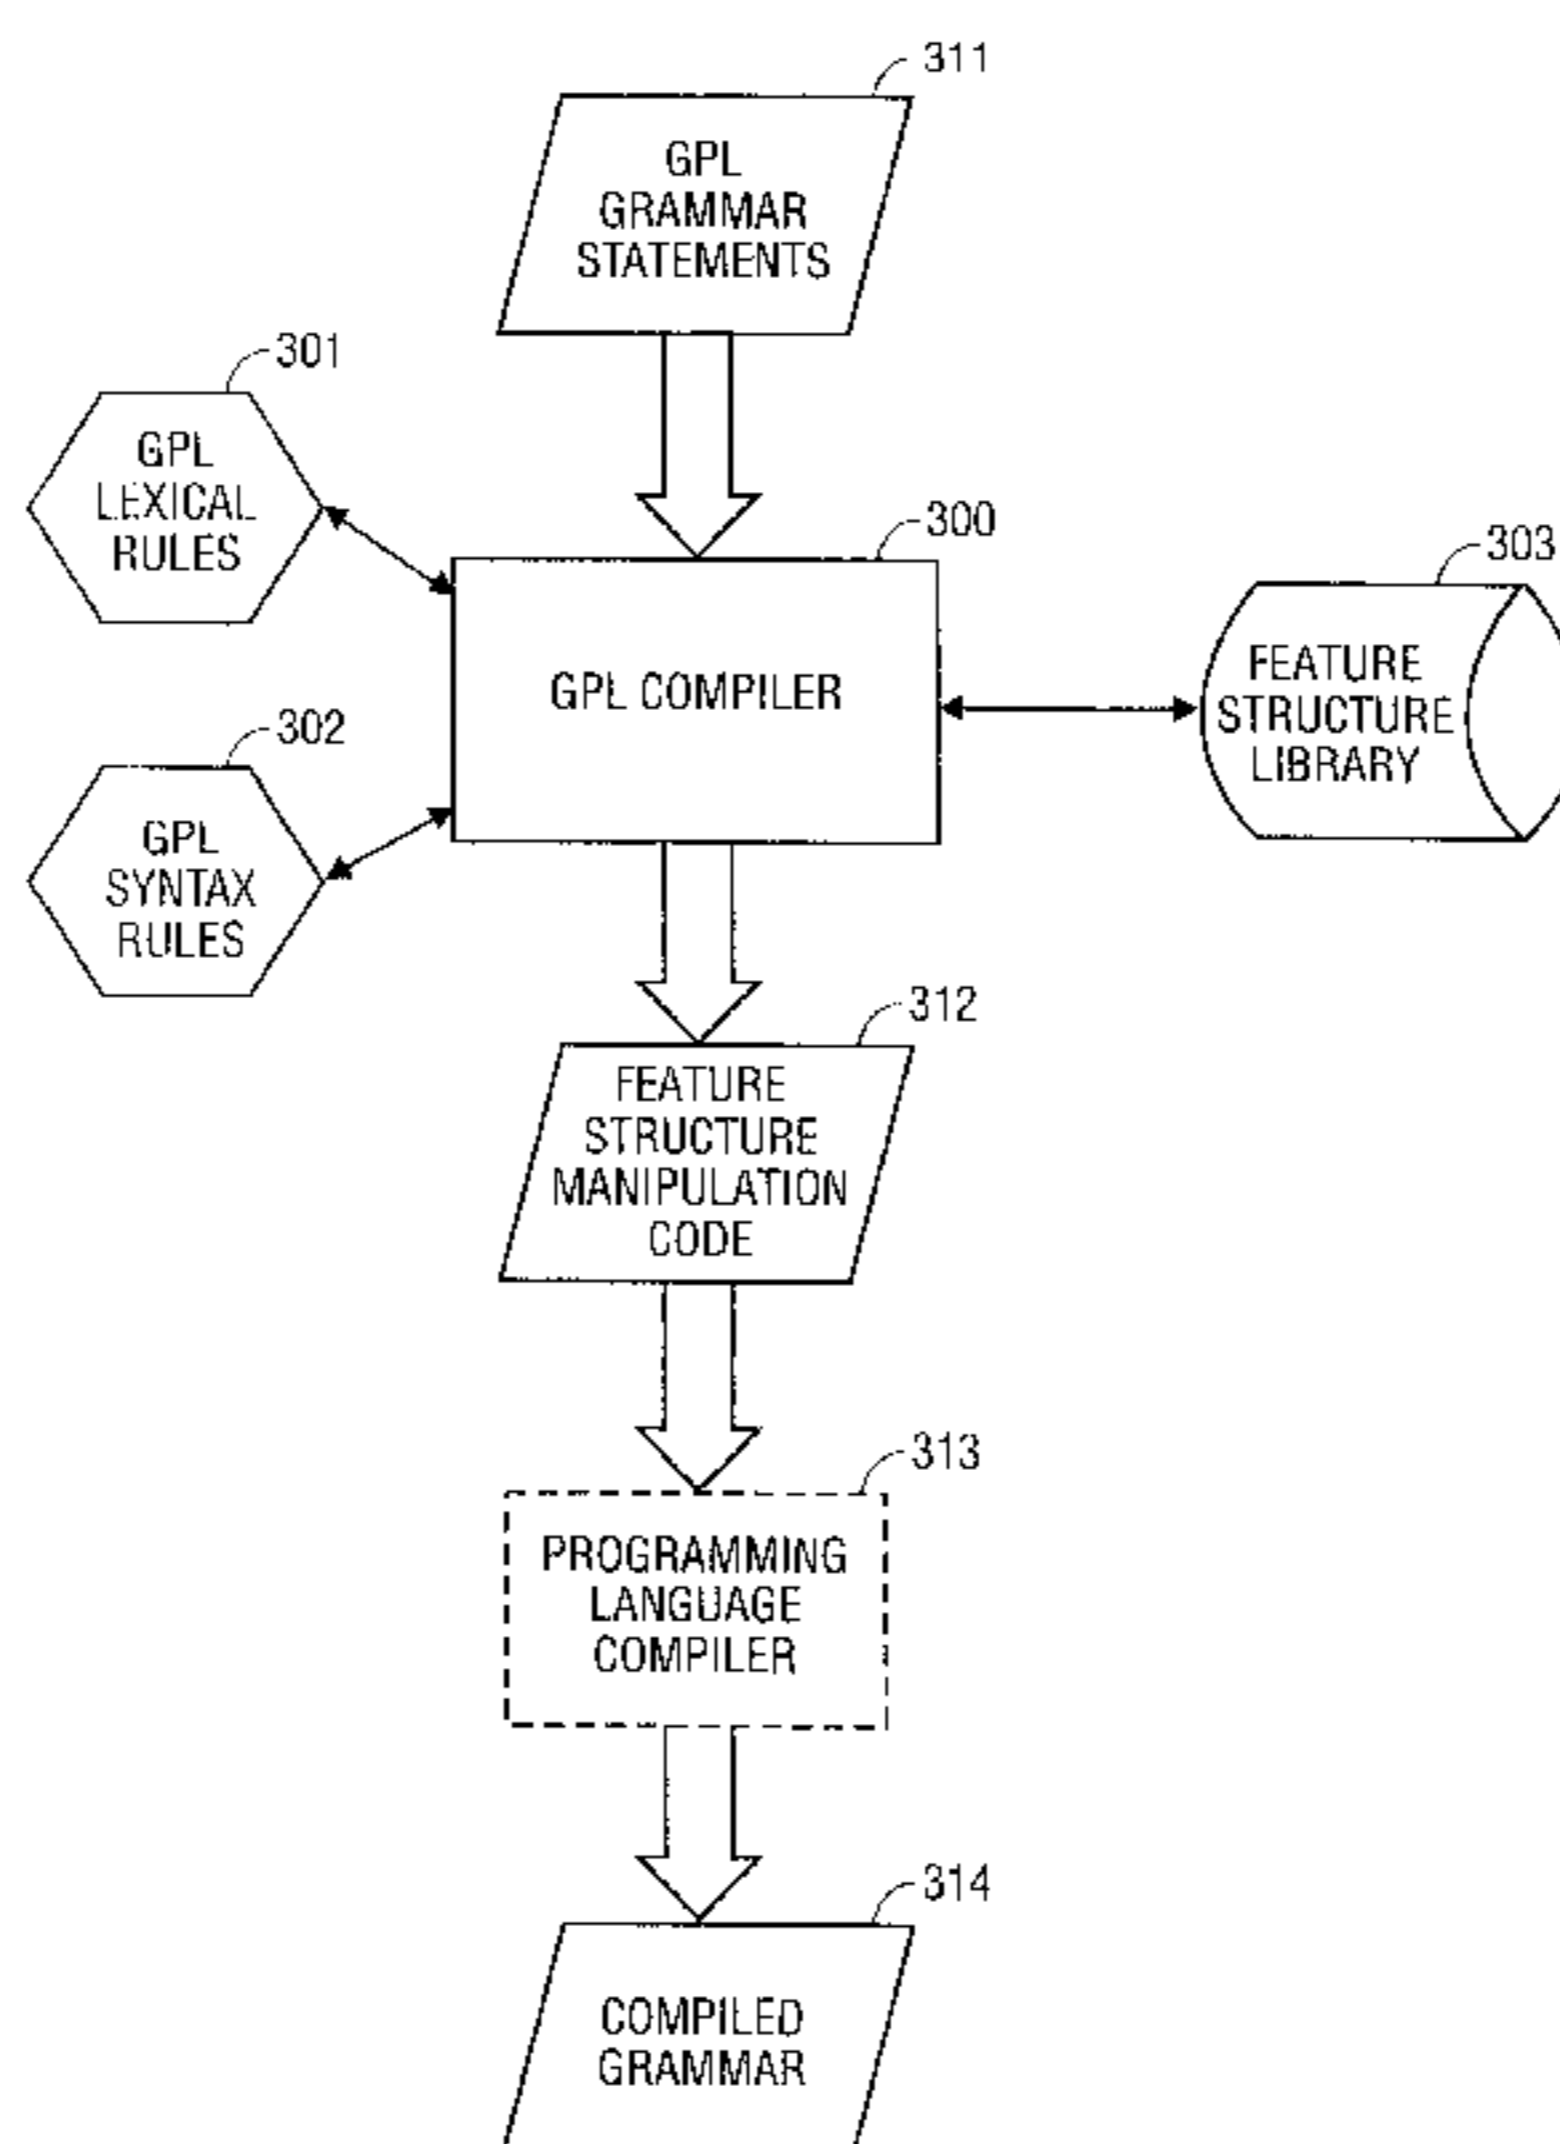 311
GPL
GRAMMAR
STATEMENTS
301
GPL
LEXICAL
RULES
300
GPL COMPILER
303
FEATURE
STRUCTURE
LIBRARY
302
GPL
SYNTAX
RULES
312
FEATURE
STRUCTURE
MANIPULATION
CODE
313
PROGRAMMING
LANGUAGE
COMPILER
314
COMPILED
GRAMMAR